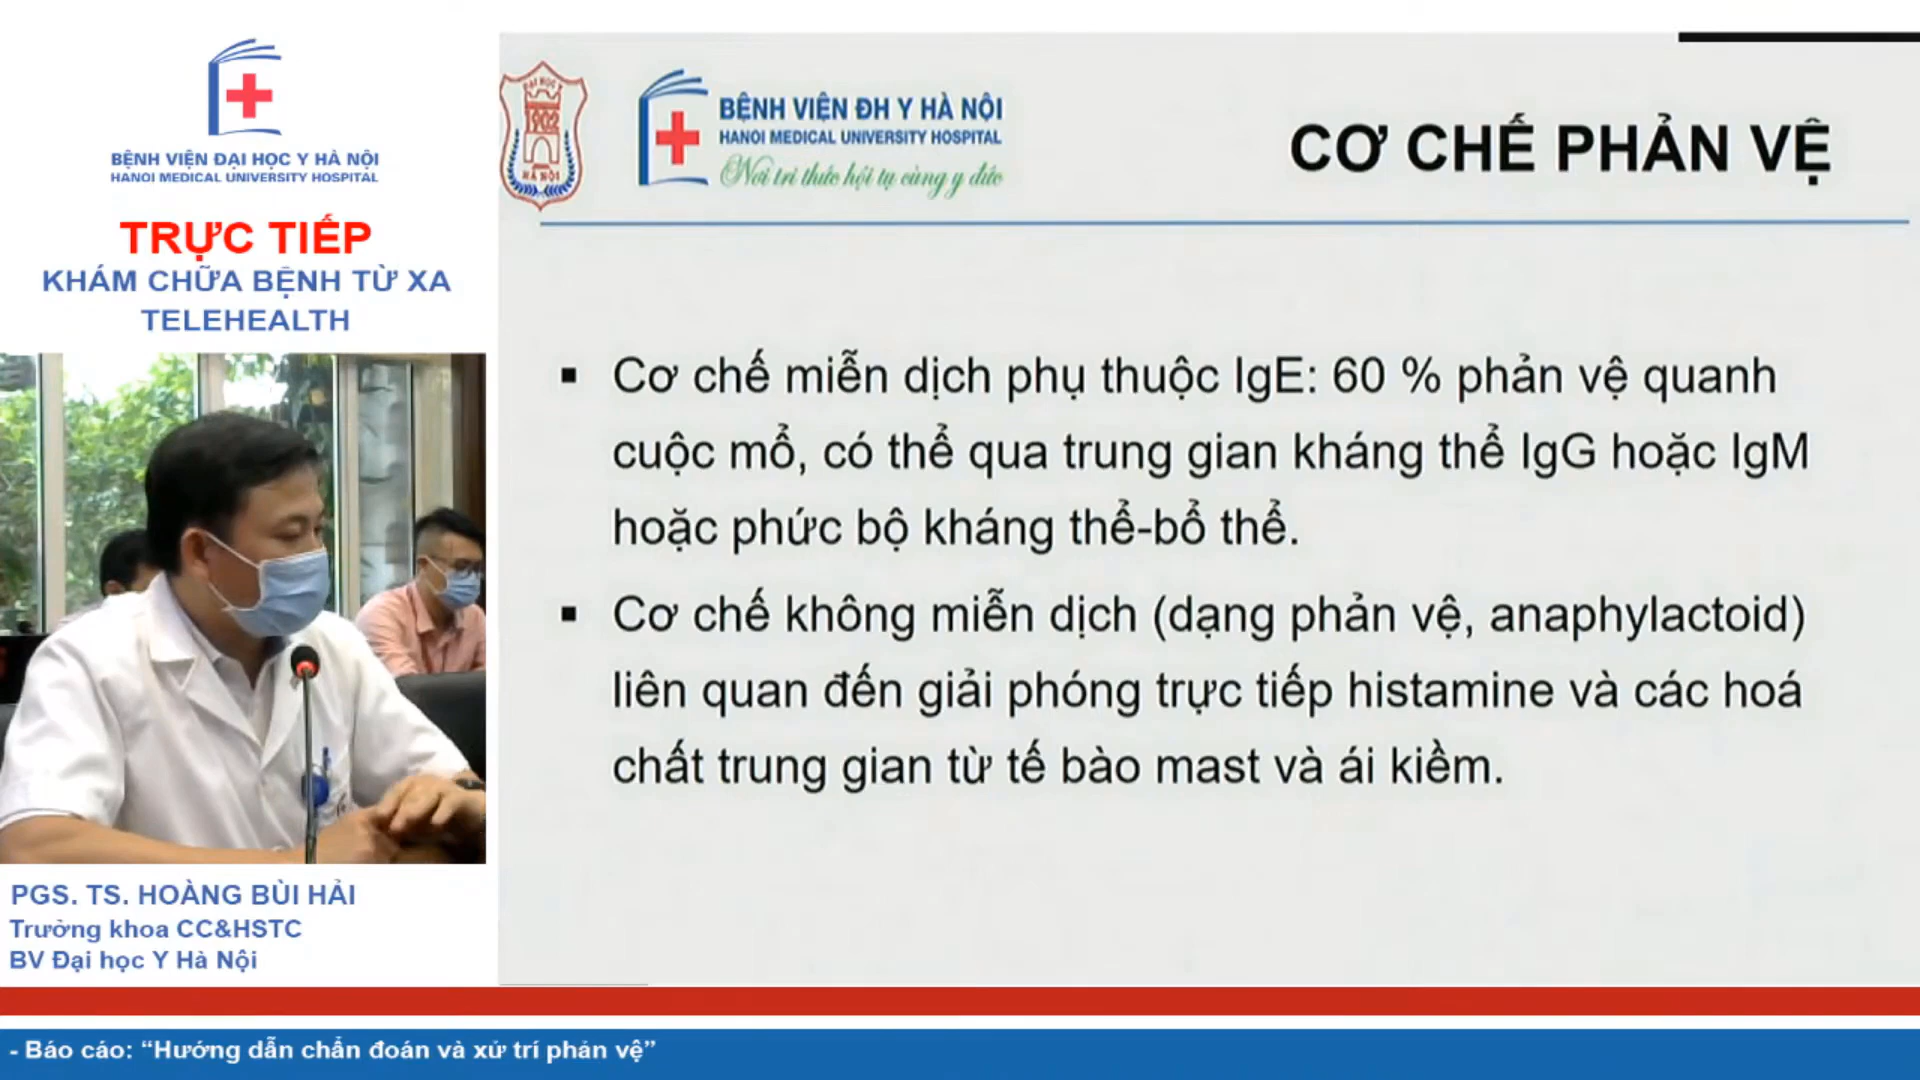 BỆNH VIỆN ĐẠI HỌC Y HÀ NỘI
HANOI MEDICAL UNIVERSITY HOSPITAL
TRỰC TIẾP
KHÁM CHỮA BỆNH TỪ XA
TELEHEALTH
PGS. TS. HOÀNG BÙI HẢI
Trưởng khoa CC&HSTC
BV Đại học Y Hà Nội
ĐẠI HỌC
1902
HÀ NỘI
BỆNH VIỆN ĐH Y HÀ NỘI
HANOI MEDICAL UNIVERSITY HOSPITAL
Nơi tri thức hội tụ cùng y đức
CƠ CHẾ PHẢN VỆ
▪ Cơ chế miễn dịch phụ thuộc IgE: 60 % phản vệ quanh
cuộc mổ, có thể qua trung gian kháng thể IgG hoặc IgM
hoặc phức bộ kháng thể-bổ thể.
▪ Cơ chế không miễn dịch (dạng phản vệ, anaphylactoid)
liên quan đến giải phóng trực tiếp histamine và các hoá
chất trung gian từ tế bào mast và ái kiềm.
- Báo cáo: “Hướng dẫn chẩn đoán và xử trí phản vệ”